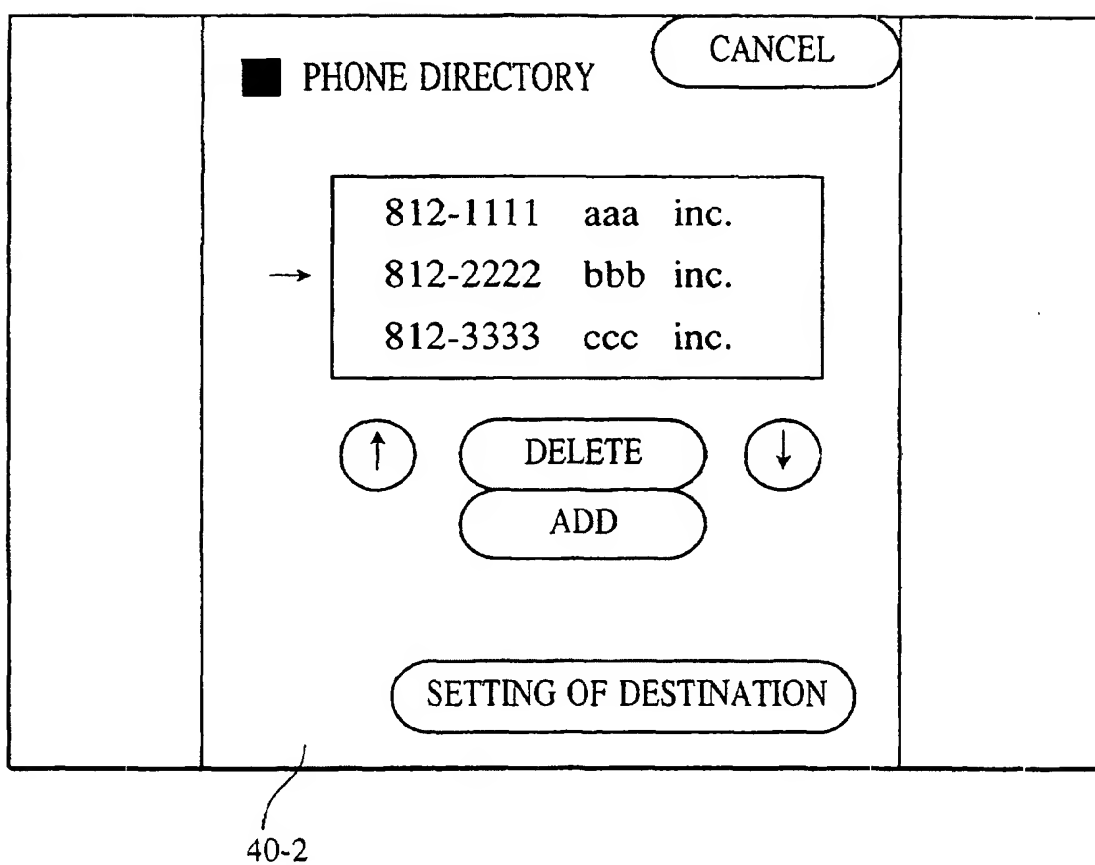 CANCEL
■ PHONE DIRECTORY
812-1111 aaa inc.
→ 812-2222 bbb inc.
812-3333 ccc inc.
↑ DELETE ↓
ADD
SETTING OF DESTINATION
40-2